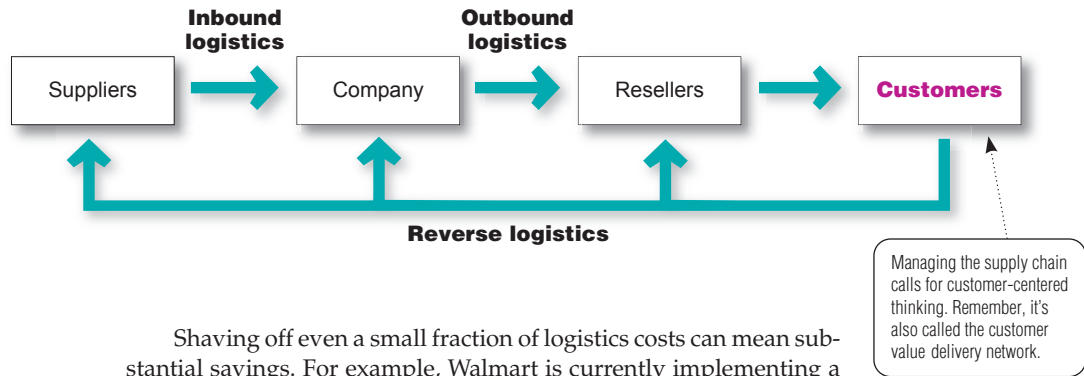 Inbound
logistics
Outbound
logistics
Suppliers
Company
Resellers
Customers
Reverse logistics
Managing the supply chain
calls for customer-centered
thinking. Remember, it's
also called the customer
value delivery network.
Shaving off even a small fraction of logistics costs can mean sub-
stantial savings. For example, Walmart is currently implementing a